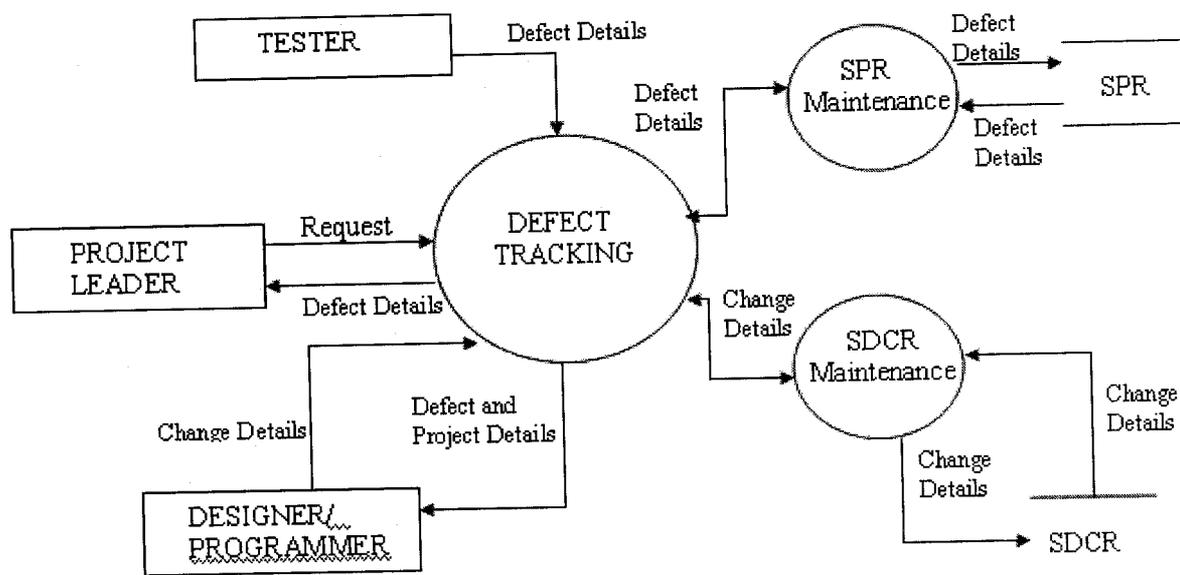 TESTER
Defect Details
Defect
Details
SPR
Maintenance
Defect
Details
SPR
Defect
Details
DEFECT
TRACKING
PROJECT
LEADER
Request
Defect Details
Change
Details
SDCR
Maintenance
Change
Details
Change
Details
SDCR
Change Details
Defect and
Project Details
DESIGNER/
PROGRAMMER